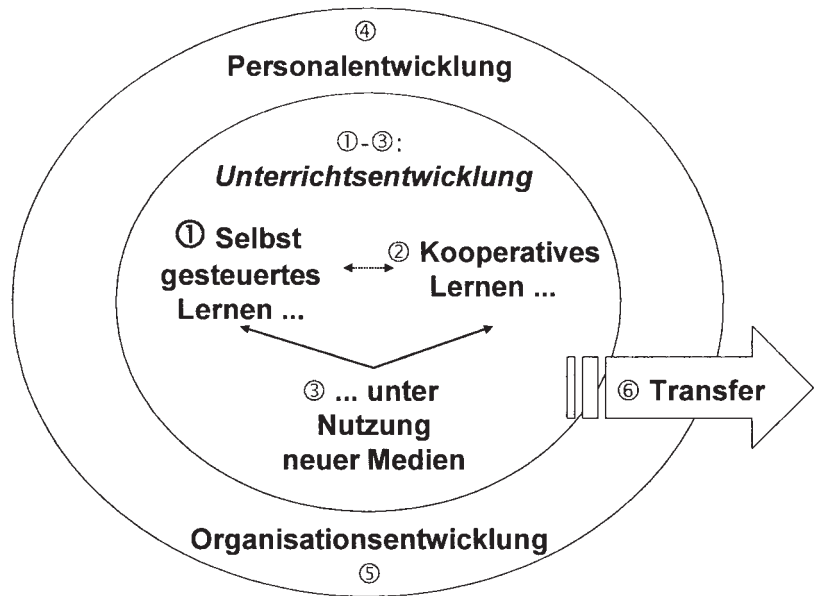 ④
Personalentwicklung
①-③:
Unterrichtsentwicklung
① Selbst
gesteuertes
Lernen ...
② Kooperatives
Lernen ...
③ ... unter
Nutzung
neuer Medien
⑥ Transfer
Organisationsentwicklung
⑤